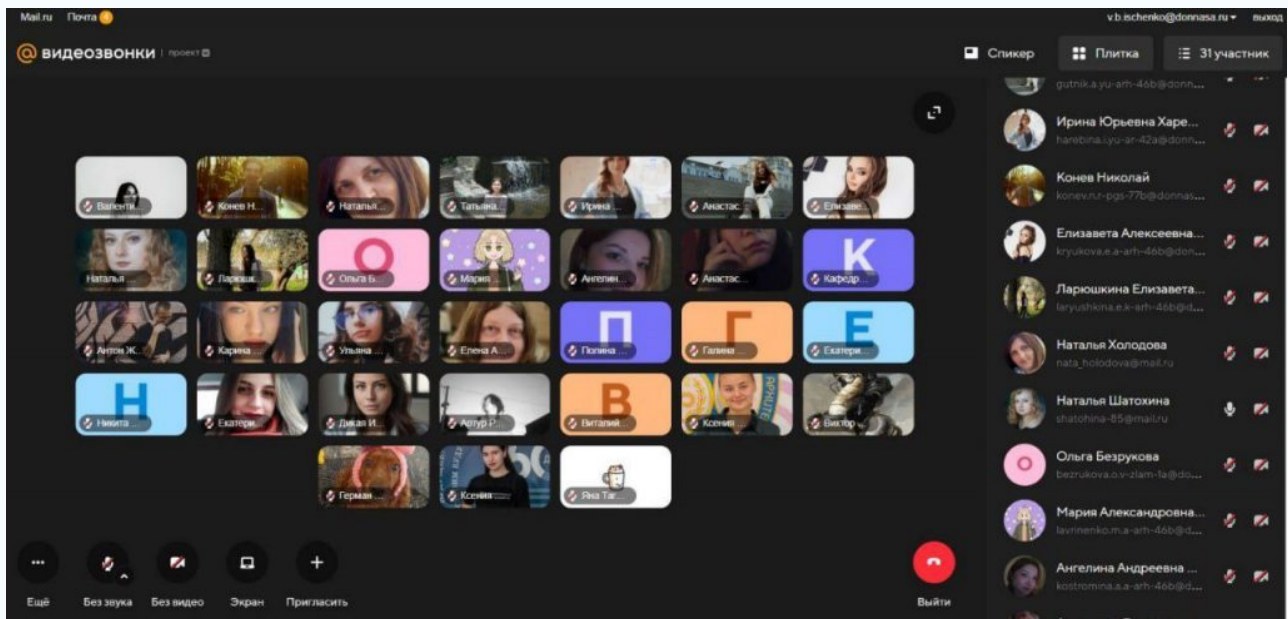 Mail.ru Почта 4
v.b.ischenko@donnasa.ru выход
@ ВИДЕОЗВОНКИ | проект
Спикер Плитка 31 участник
Валенти... Конев Н... Наталья... Татьяна... Ирина ... Анастас... Елизаве...
Наталья ... Ларюшк... Ольга Б... Мария ... Ангелин... Анастас... Кафедр...
О К
Антон Ж... Карина ... Ульяна ... Елена А... Полина ... Галина ... Екатери...
П Г Е
Никита ... Екатери... Дикая И... Артур Р... Виталий... Ксения ... Виктор ...
Н В
Герман ... Ксения ... Яна Таг...
gutnik.a.yu-arh-46b@donn...
Ирина Юрьевна Харе...
harebina.i.yu-ar-42a@donn...
Конев Николай
konev.n.r-pgs-77b@donnas...
Елизавета Алексеевна...
kryukova.e.a-arh-46b@don...
Ларюшкина Елизавета...
laryushkina.e.k-arh-46b@d...
Наталья Холодова
nata_holodova@mail.ru
Наталья Шатохина
shatohina-85@mail.ru
Ольга Безрукова
О
bezrukova.o.v-zlam-1a@do...
Мария Александровна...
lavrinenko.m.a-arh-46b@d...
Ангелина Андреевна ...
kostromina.a.a-arh-46b@d...
Ещё Без звука Без видео Экран Пригласить Выйти